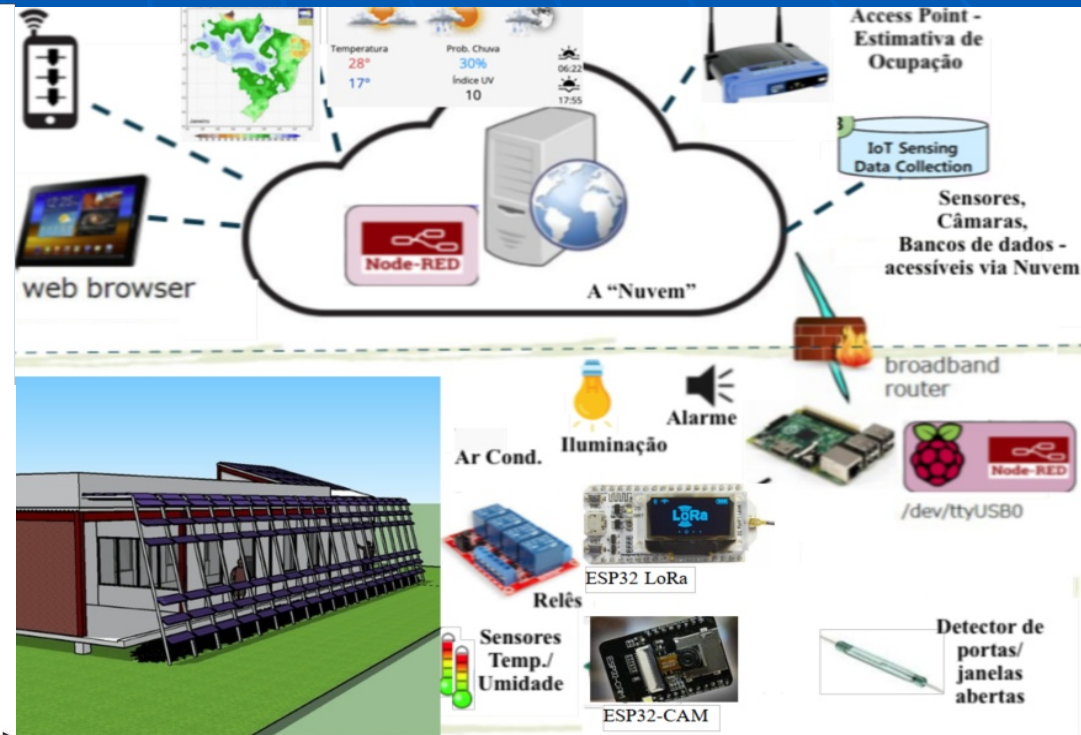 Access Point -
Estimativa de
Ocupação
Temperatura
28°
17°
Prob. Chuva
30%
Índice UV
10
06:22
17:55
Janeiro
IoT Sensing
Data Collection
Sensores,
Câmaras,
Bancos de dados -
acessíveis via Nuvem
web browser
Node-RED
A “Nuvem”
broadband
router
Alarme
Iluminação
Ar Cond.
Node-RED
/dev/ttyUSB0
LoRa
ESP32 LoRa
Relês
Sensores
Temp./
Umidade
ESP32-CAM
ESP32-CAM
Detector de
portas/
janelas
abertas